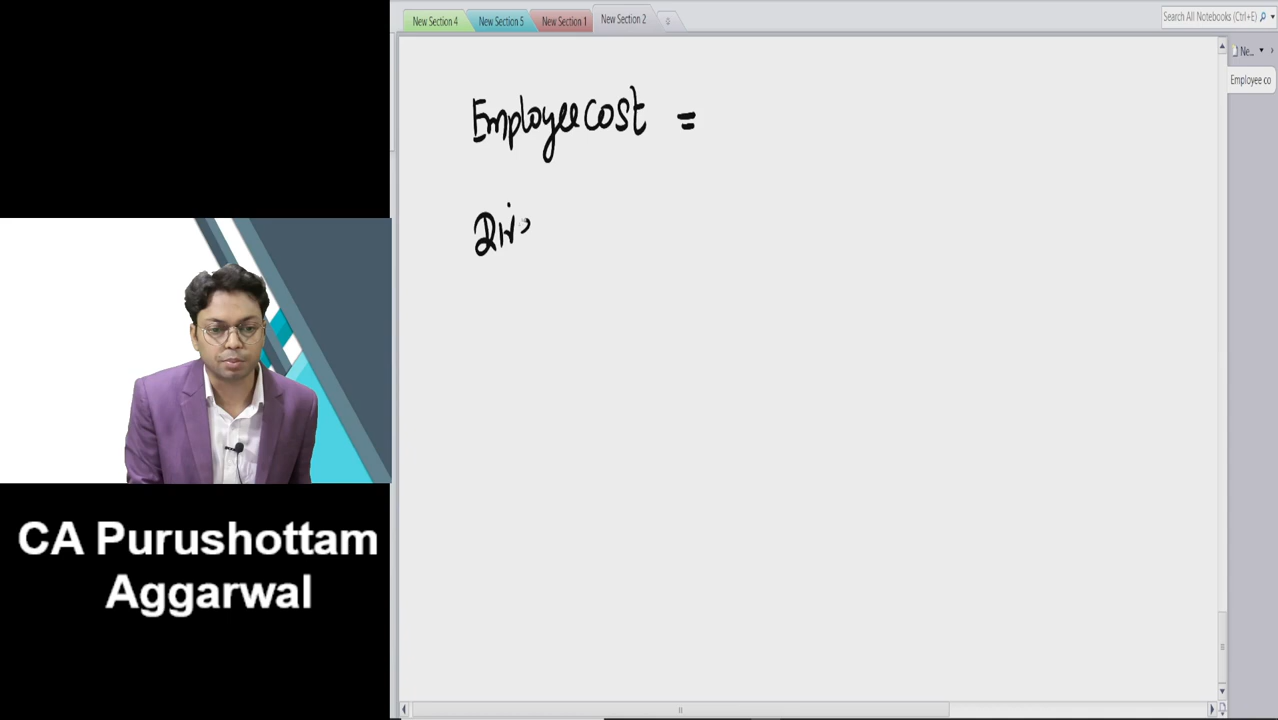 New Section 4
New Section 5
New Section 1
New Section 2
Search All Notebooks (Ctrl+E)
Ne...
Employee co
Employee cost =
CA Purushottam
Aggarwal